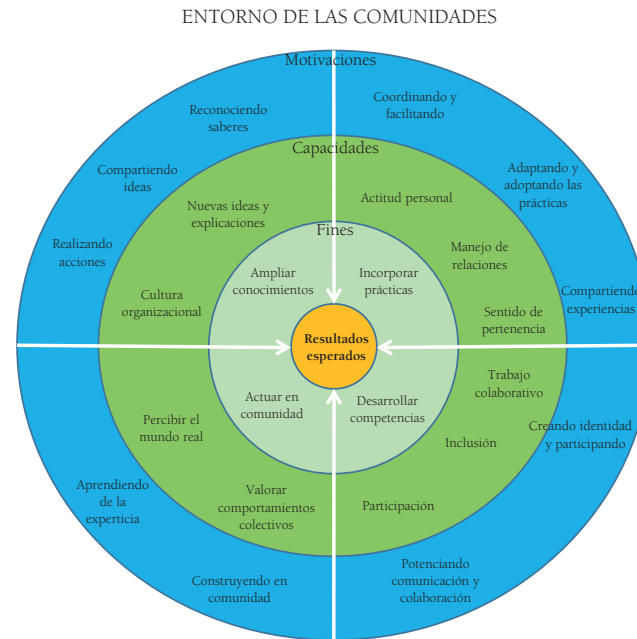 ENTORNO DE LAS COMUNIDADES
Motivaciones
Reconociendo
saberes
Coordinando y
facilitando
Compartiendo
ideas
Adaptando y
adoptando las
prácticas
Realizando
acciones
Compartiendo
experiencias
Capacidades
Nuevas ideas y
explicaciones
Actitud personal
Manejo de
relaciones
Cultura
organizacional
Sentido de
pertenencia
Fines
Ampliar
conocimientos
Incorporar
prácticas
Resultados
esperados
Actuar en
comunidad
Desarrollar
competencias
Trabajo
colaborativo
Percibir el
mundo real
Inclusión
Valorar
comportamientos
colectivos
Participación
Creando identidad
y participando
Aprendiendo
de la
experticia
Construyendo en
comunidad
Potenciando
comunicación y
colaboración